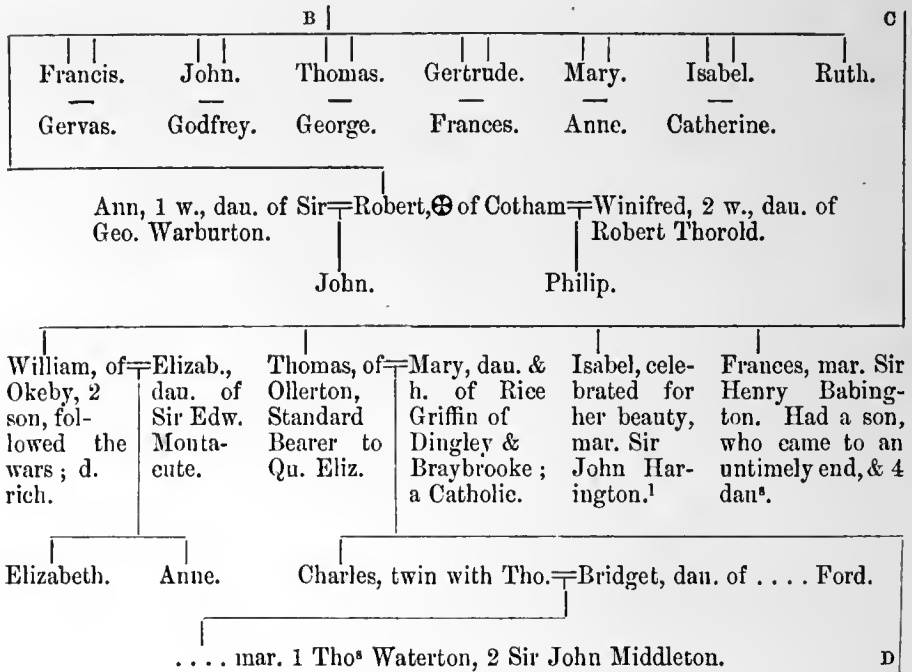 B C
Francis. John. Thomas. Gertrude. Mary. Isabel. Ruth.
Gervas. Godfrey. George. Frances. Anne. Catherine.
Ann, 1 w., dau. of Sir═Robert,✠ of Cotham═Winifred, 2 w., dau. of
Geo. Warburton. Robert Thorold.
John. Philip.
William, of═Elizab.,
Okeby, 2 dau. of
son, fol- Sir Edw.
lowed the Monta-
wars ; d. cute.
rich.
Thomas, of═Mary, dau. &
Ollerton, h. of Rice
Standard Griffin of
Bearer to Dingley &
Qu. Eliz. Braybrooke ;
a Catholic.
Isabel, cele-
brated for
her beauty,
mar. Sir
John Har-
ington.¹
Frances, mar. Sir
Henry Babing-
ton. Had a son,
who came to an
untimely end, & 4
dauˢ.
Elizabeth. Anne. Charles, twin with Tho.═Bridget, dau. of . . . . Ford.
. . . . mar. 1 Thoˢ Waterton, 2 Sir John Middleton. D